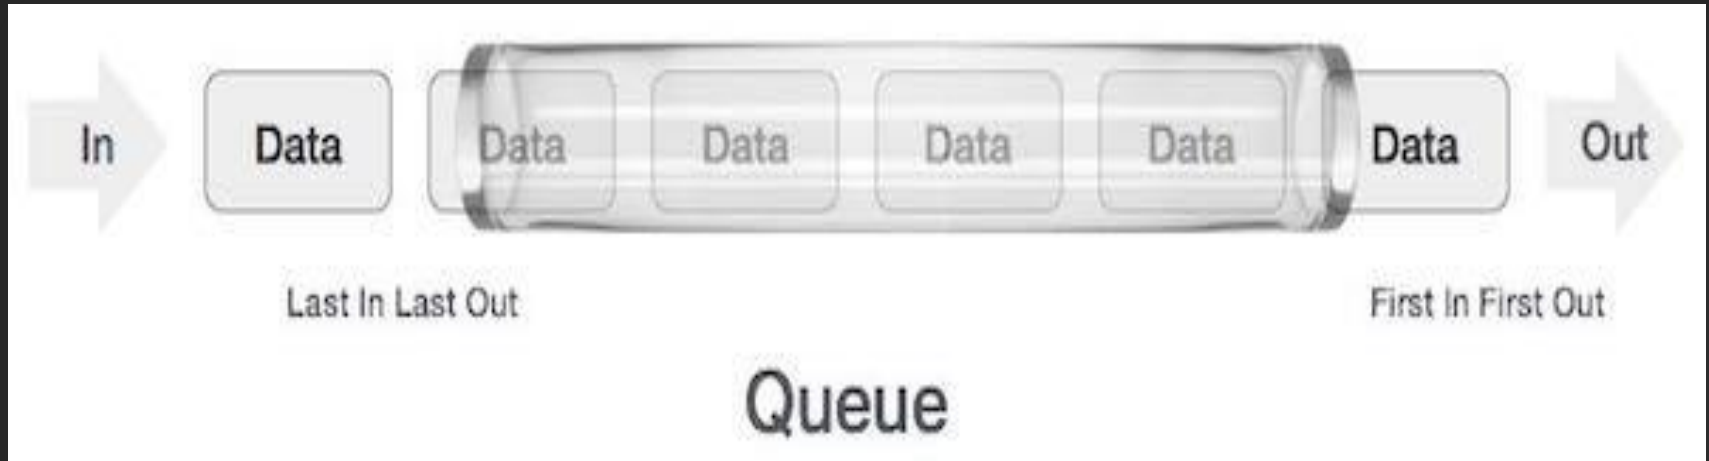 In Data Data Data Data Data Data Out
Last In Last Out First In First Out
Queue